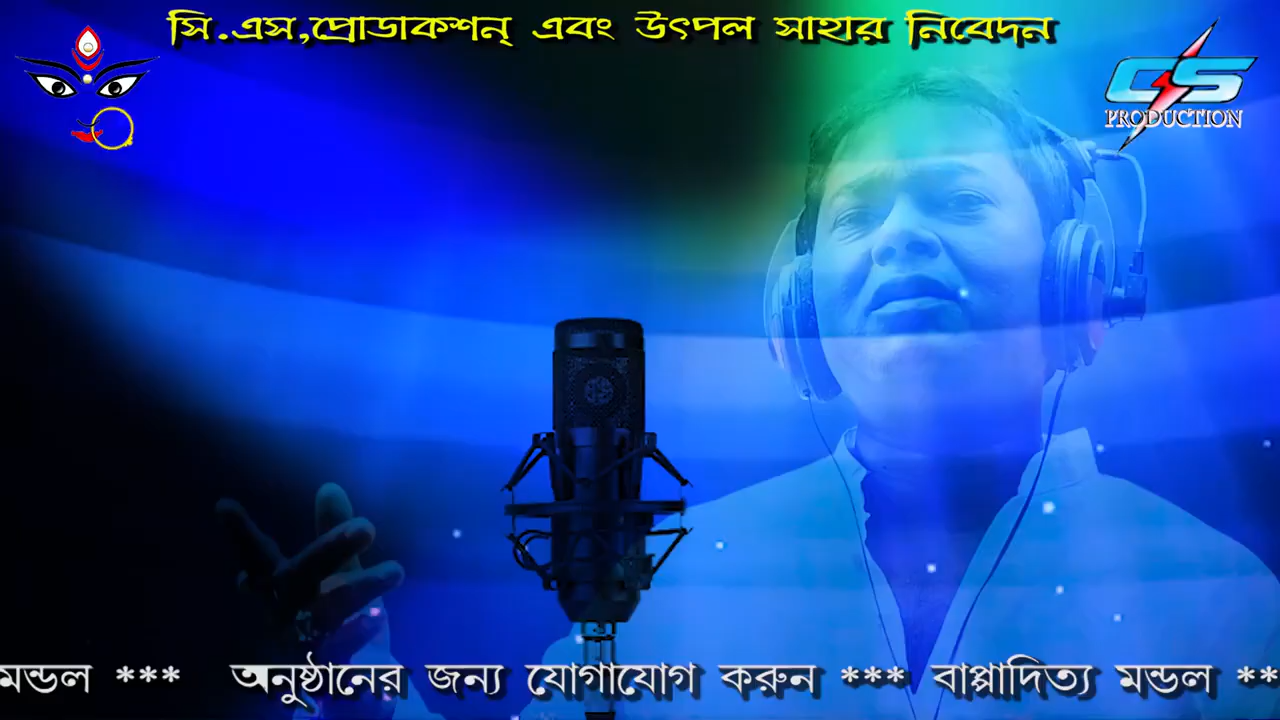 সি.এস,প্রোডাকশন্ এবং উৎপল সাহার নিবেদন
CS
PRODUCTION
মন্ডল *** অনুষ্ঠানের জন্য যোগাযোগ করুন *** বাপ্পাদিত্য মন্ডল **